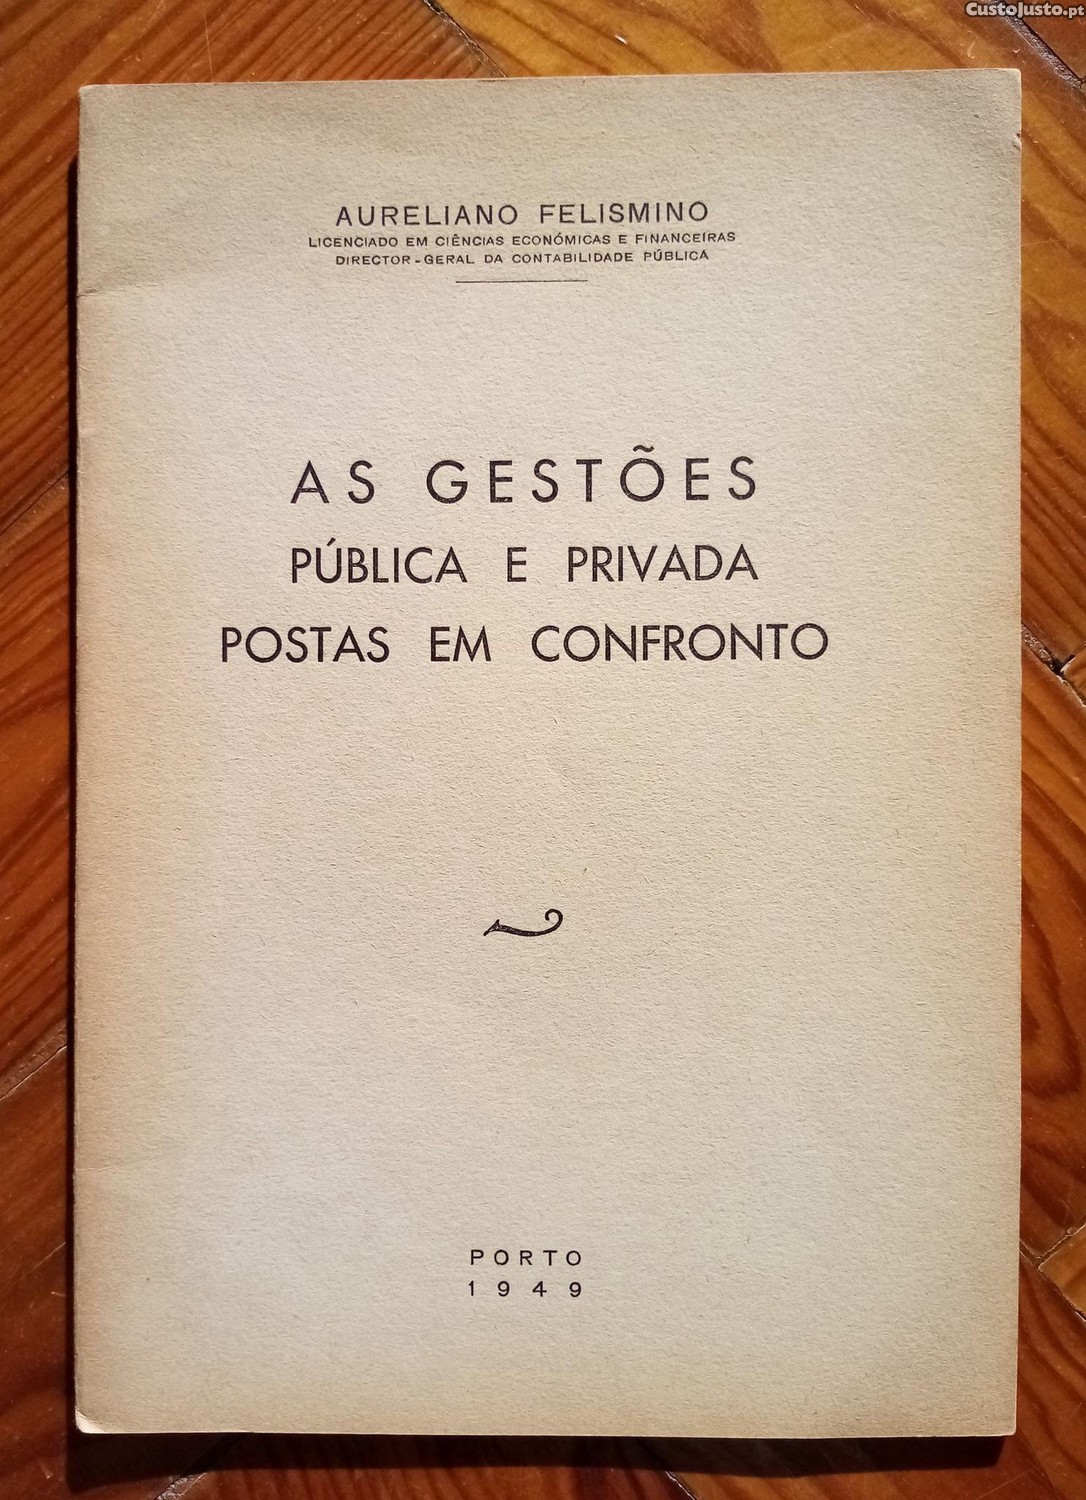 CustoJusto.pt
AURELIANO FELISMINO
LICENCIADO EM CIÊNCIAS ECONÓMICAS E FINANCEIRAS
DIRECTOR-GERAL DA CONTABILIDADE PÚBLICA
AS GESTÕES
PÚBLICA E PRIVADA
POSTAS EM CONFRONTO
PORTO
1949